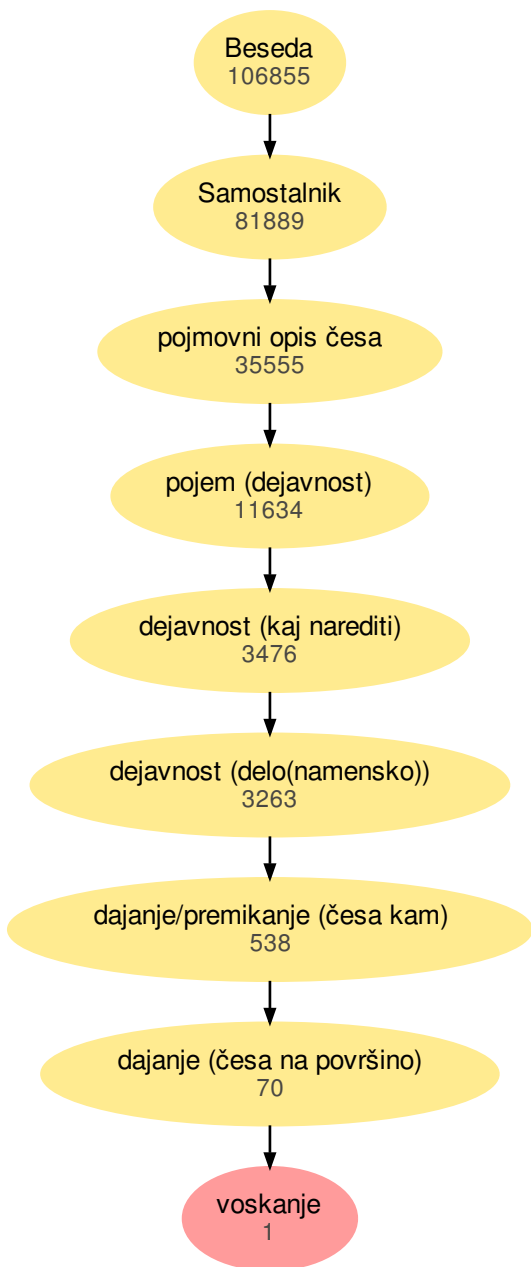 Beseda
106855
Samostalnik
81889
pojmovni opis česa
35555
pojem (dejavnost)
11634
dejavnost (kaj narediti)
3476
dejavnost (delo(namensko))
3263
dajanje/premikanje (česa kam)
538
dajanje (česa na površino)
70
voskanje
1